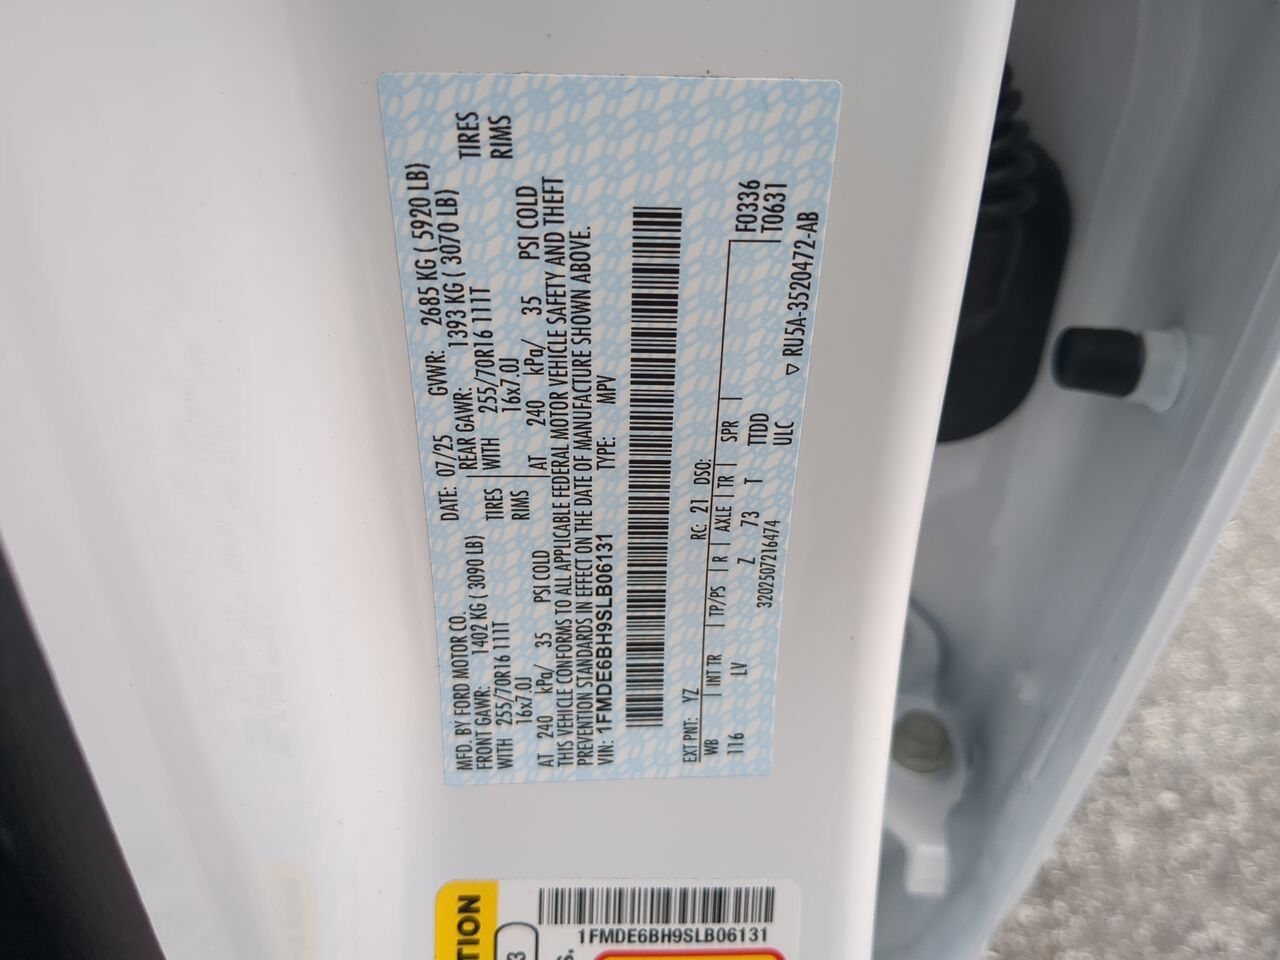 MFD. BY FORD MOTOR CO.
DATE: 07/25 GVWR: 2685 KG ( 5920 LB)
FRONT GAWR: 1402 KG ( 3090 LB)
REAR GAWR: 1393 KG ( 3070 LB)
WITH 255/70R16 111T TIRES
WITH 255/70R16 111T TIRES
16x7.0J RIMS
16x7.0J RIMS
AT 240 kPa/ 35 PSI COLD
AT 240 kPa/ 35 PSI COLD
THIS VEHICLE CONFORMS TO ALL APPLICABLE FEDERAL MOTOR VEHICLE SAFETY AND THEFT
PREVENTION STANDARDS IN EFFECT ON THE DATE OF MANUFACTURE SHOWN ABOVE.
VIN: 1FMDE6BH9SLB06131 TYPE: MPV
F0336
T0631
EXT PNT: YZ RC: 21 DSO:
WB INT TR TP/PS R AXLE TR SPR
116 LV Z 73 T TTDD
ULC
3202507216474
▽ RU5A-3520472-AB
TION
3
1FMDE6BH9SLB06131